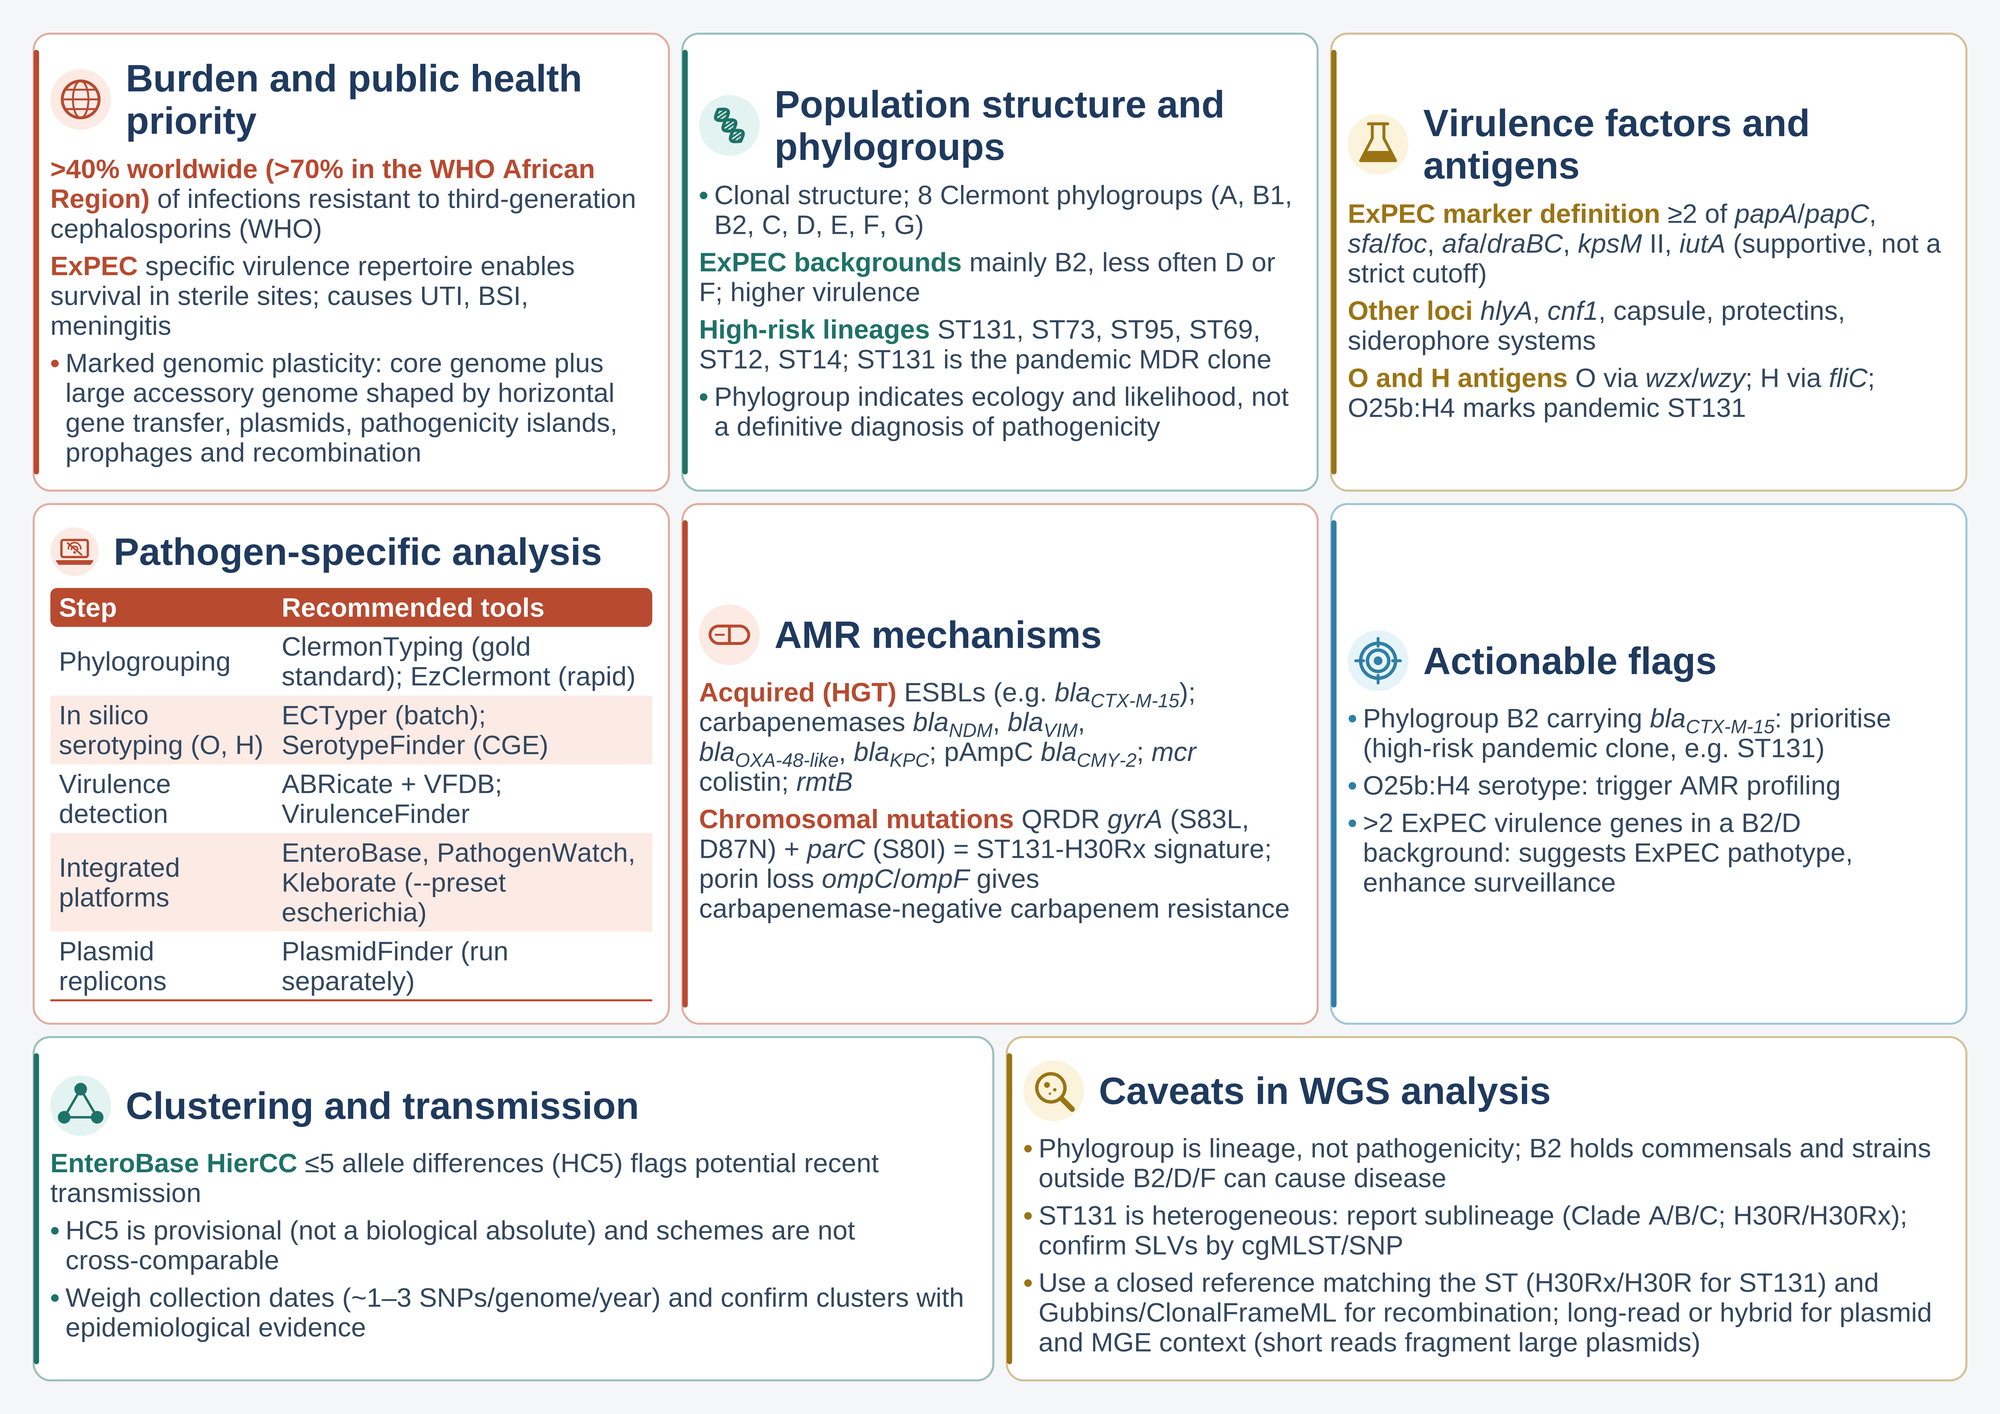 Burden and public health
priority
>40% worldwide (>70% in the WHO African
Region) of infections resistant to third-generation
cephalosporins (WHO)
ExPEC specific virulence repertoire enables
survival in sterile sites; causes UTI, BSI,
meningitis
• Marked genomic plasticity: core genome plus
large accessory genome shaped by horizontal
gene transfer, plasmids, pathogenicity islands,
prophages and recombination
Population structure and
phylogroups
• Clonal structure; 8 Clermont phylogroups (A, B1,
B2, C, D, E, F, G)
ExPEC backgrounds mainly B2, less often D or
F; higher virulence
High-risk lineages ST131, ST73, ST95, ST69,
ST12, ST14; ST131 is the pandemic MDR clone
• Phylogroup indicates ecology and likelihood, not
a definitive diagnosis of pathogenicity
Virulence factors and
antigens
ExPEC marker definition ≥2 of papA/papC,
sfa/foc, afa/draBC, kpsM II, iutA (supportive, not a
strict cutoff)
Other loci hlyA, cnf1, capsule, protectins,
siderophore systems
O and H antigens O via wzx/wzy; H via fliC;
O25b:H4 marks pandemic ST131
Pathogen-specific analysis
Step Recommended tools
Phylogrouping ClermonTyping (gold
standard); EzClermont (rapid)
In silico ECTyper (batch);
serotyping (O, H) SerotypeFinder (CGE)
Virulence ABRicate + VFDB;
detection VirulenceFinder
Integrated EnteroBase, PathogenWatch,
platforms Kleborate (--preset
escherichia)
Plasmid PlasmidFinder (run
replicons separately)
AMR mechanisms
Acquired (HGT) ESBLs (e.g. blaCTX-M-15);
carbapenemases blaNDM, blaVIM,
blaOXA-48-like, blaKPC; pAmpC blaCMY-2; mcr
colistin; rmtB
Chromosomal mutations QRDR gyrA (S83L,
D87N) + parC (S80I) = ST131-H30Rx signature;
porin loss ompC/ompF gives
carbapenemase-negative carbapenem resistance
Actionable flags
• Phylogroup B2 carrying blaCTX-M-15: prioritise
(high-risk pandemic clone, e.g. ST131)
• O25b:H4 serotype: trigger AMR profiling
• >2 ExPEC virulence genes in a B2/D
background: suggests ExPEC pathotype,
enhance surveillance
Clustering and transmission
EnteroBase HierCC ≤5 allele differences (HC5) flags potential recent
transmission
• HC5 is provisional (not a biological absolute) and schemes are not
cross-comparable
• Weigh collection dates (~1–3 SNPs/genome/year) and confirm clusters with
epidemiological evidence
Caveats in WGS analysis
• Phylogroup is lineage, not pathogenicity; B2 holds commensals and strains
outside B2/D/F can cause disease
• ST131 is heterogeneous: report sublineage (Clade A/B/C; H30R/H30Rx);
confirm SLVs by cgMLST/SNP
• Use a closed reference matching the ST (H30Rx/H30R for ST131) and
Gubbins/ClonalFrameML for recombination; long-read or hybrid for plasmid
and MGE context (short reads fragment large plasmids)